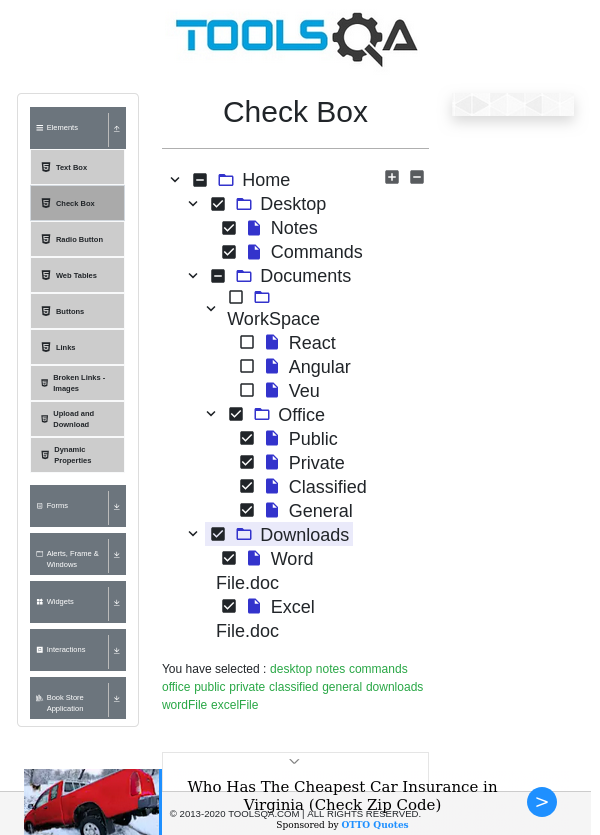 TOOLSQA
Elements
Text Box
Check Box
Radio Button
Web Tables
Buttons
Links
Broken Links -
Images
Upload and
Download
Dynamic
Properties
Forms
Alerts, Frame &
Windows
Widgets
Interactions
Book Store
Application
Check Box
Home
Desktop
Notes
Commands
Documents
WorkSpace
React
Angular
Veu
Office
Public
Private
Classified
General
Downloads
Word
File.doc
Excel
File.doc
You have selected : desktop notes commands
office public private classified general downloads
wordFile excelFile
Who Has The Cheapest Car Insurance in
Virginia (Check Zip Code)
© 2013-2020 TOOLSQA.COM | ALL RIGHTS RESERVED.
Sponsored by OTTO Quotes